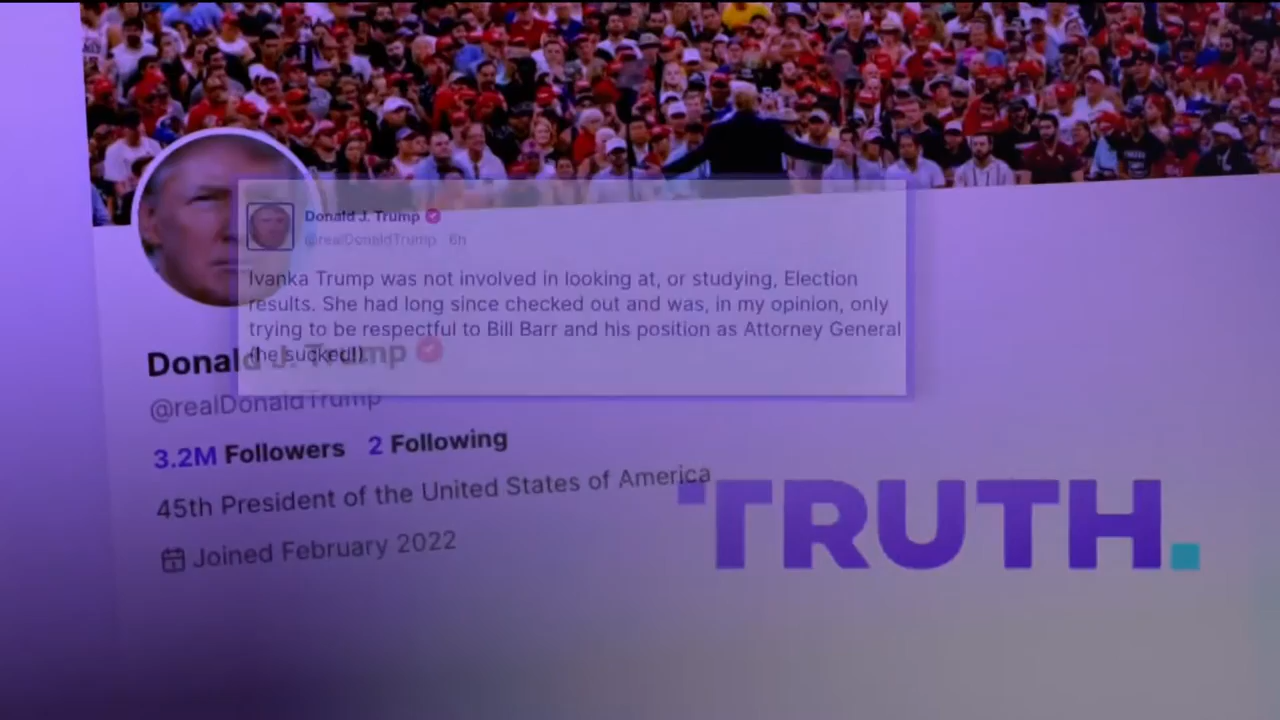 Donald J. Trump
@realDonaldTrump 6h
Ivanka Trump was not involved in looking at, or studying, Election
results. She had long since checked out and was, in my opinion, only
trying to be respectful to Bill Barr and his position as Attorney General
(he sucked!).
Donald J. Trump
@realDonaldTrump
3.2M Followers 2 Following
45th President of the United States of America
Joined February 2022
TRUTH.